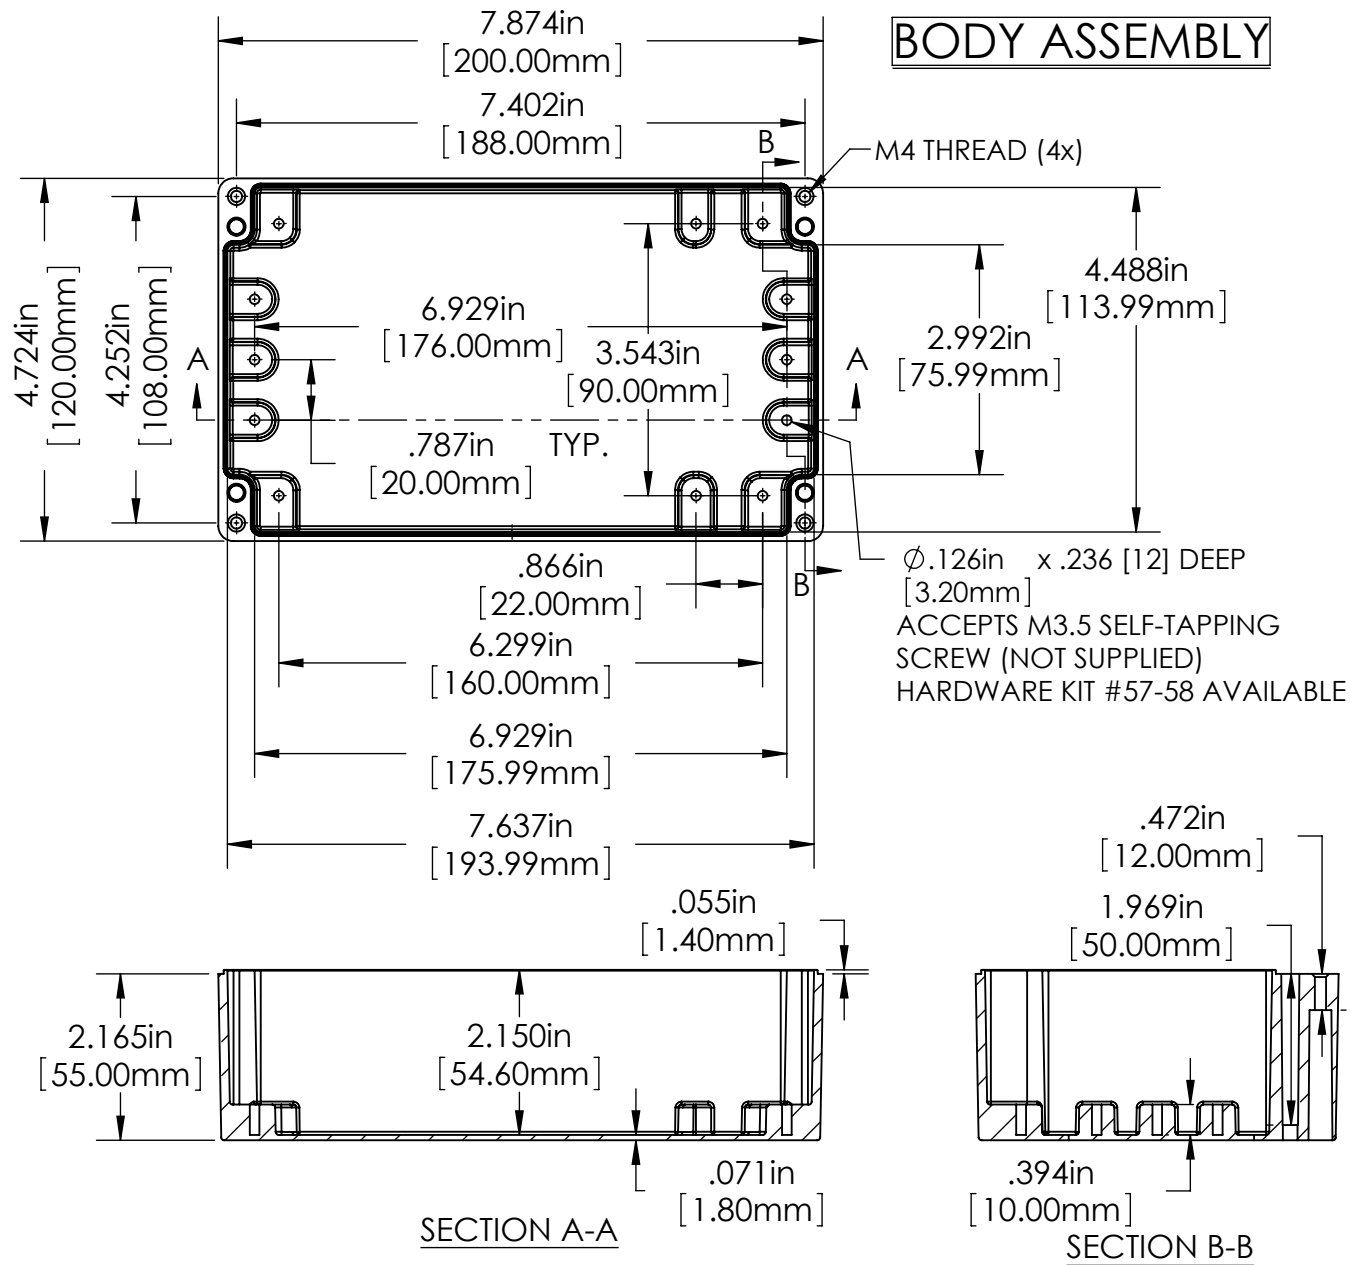 7.874in
[200.00mm]
BODY ASSEMBLY
7.402in
[188.00mm]
B
M4 THREAD (4x)
4.724in
[120.00mm]
4.252in
[108.00mm]
A
6.929in
[176.00mm]
3.543in
[90.00mm]
2.992in
[75.99mm]
4.488in
[113.99mm]
A
.787in
[20.00mm]
TYP.
.866in
[22.00mm]
B
∅.126in x .236 [12] DEEP
[3.20mm]
ACCEPTS M3.5 SELF-TAPPING
SCREW (NOT SUPPLIED)
HARDWARE KIT #57-58 AVAILABLE
6.299in
[160.00mm]
6.929in
[175.99mm]
7.637in
[193.99mm]
.472in
[12.00mm]
.055in
[1.40mm]
1.969in
[50.00mm]
2.165in
[55.00mm]
2.150in
[54.60mm]
.071in
[1.80mm]
.394in
[10.00mm]
SECTION A-A
SECTION B-B